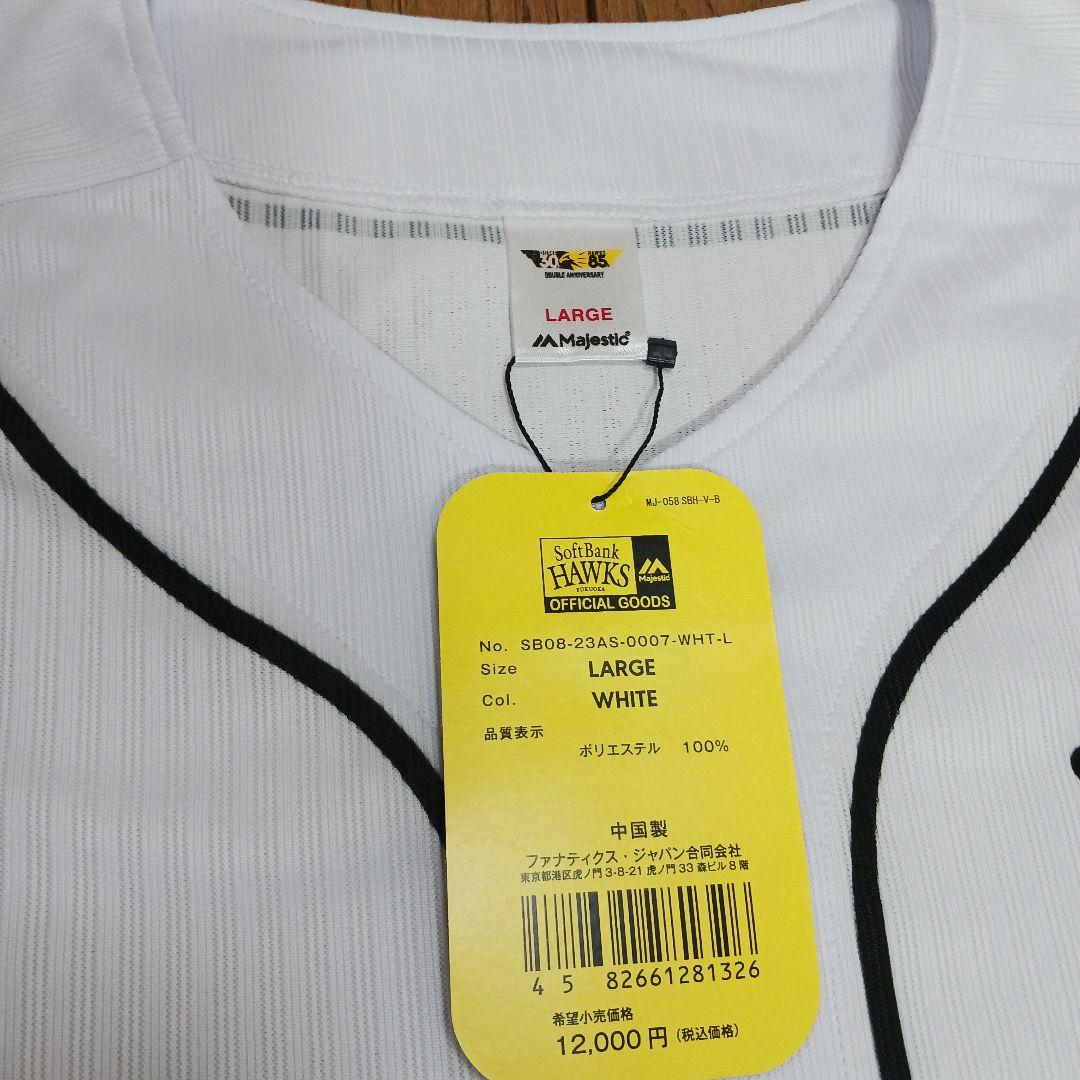 30
85
DOUBLE ANNIVERSARY
LARGE
Majestic
MJ-058 SBH-V-B
SoftBank
HAWKS
FUKUOKA
Majestic
OFFICIAL GOODS
No. SB08-23AS-0007-WHT-L
Size LARGE
Col. WHITE
品質表示
ポリエステル 100%
中国製
ファナティクス・ジャパン合同会社
東京都港区虎ノ門 3-8-21 虎ノ門 33 森ビル 8 階
4 5 82661281326
希望小売価格
12,000円 (税込価格)